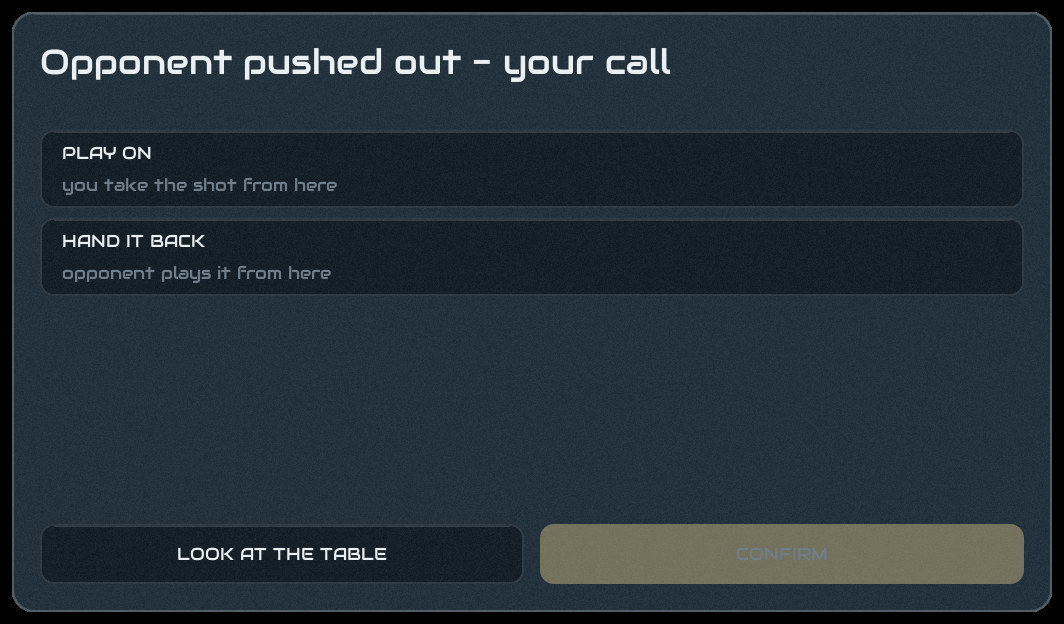 Opponent pushed out - your call
PLAY ON
you take the shot from here
HAND IT BACK
opponent plays it from here
LOOK AT THE TABLE
CONFIRM